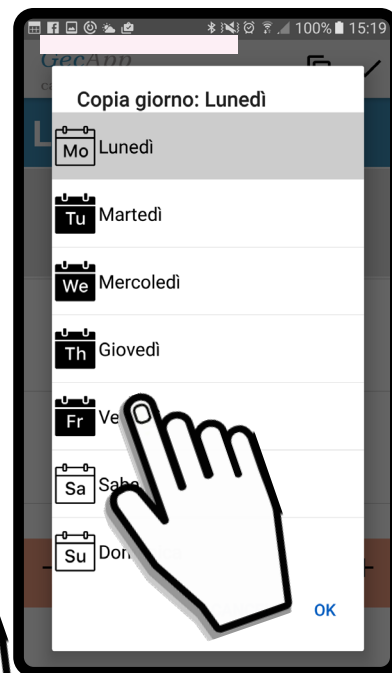 100% 15:19
GecApp
Copia giorno: Lunedì
Mo Lunedì
Tu Martedì
We Mercoledì
Th Giovedì
Fr
Sa
Su
OK